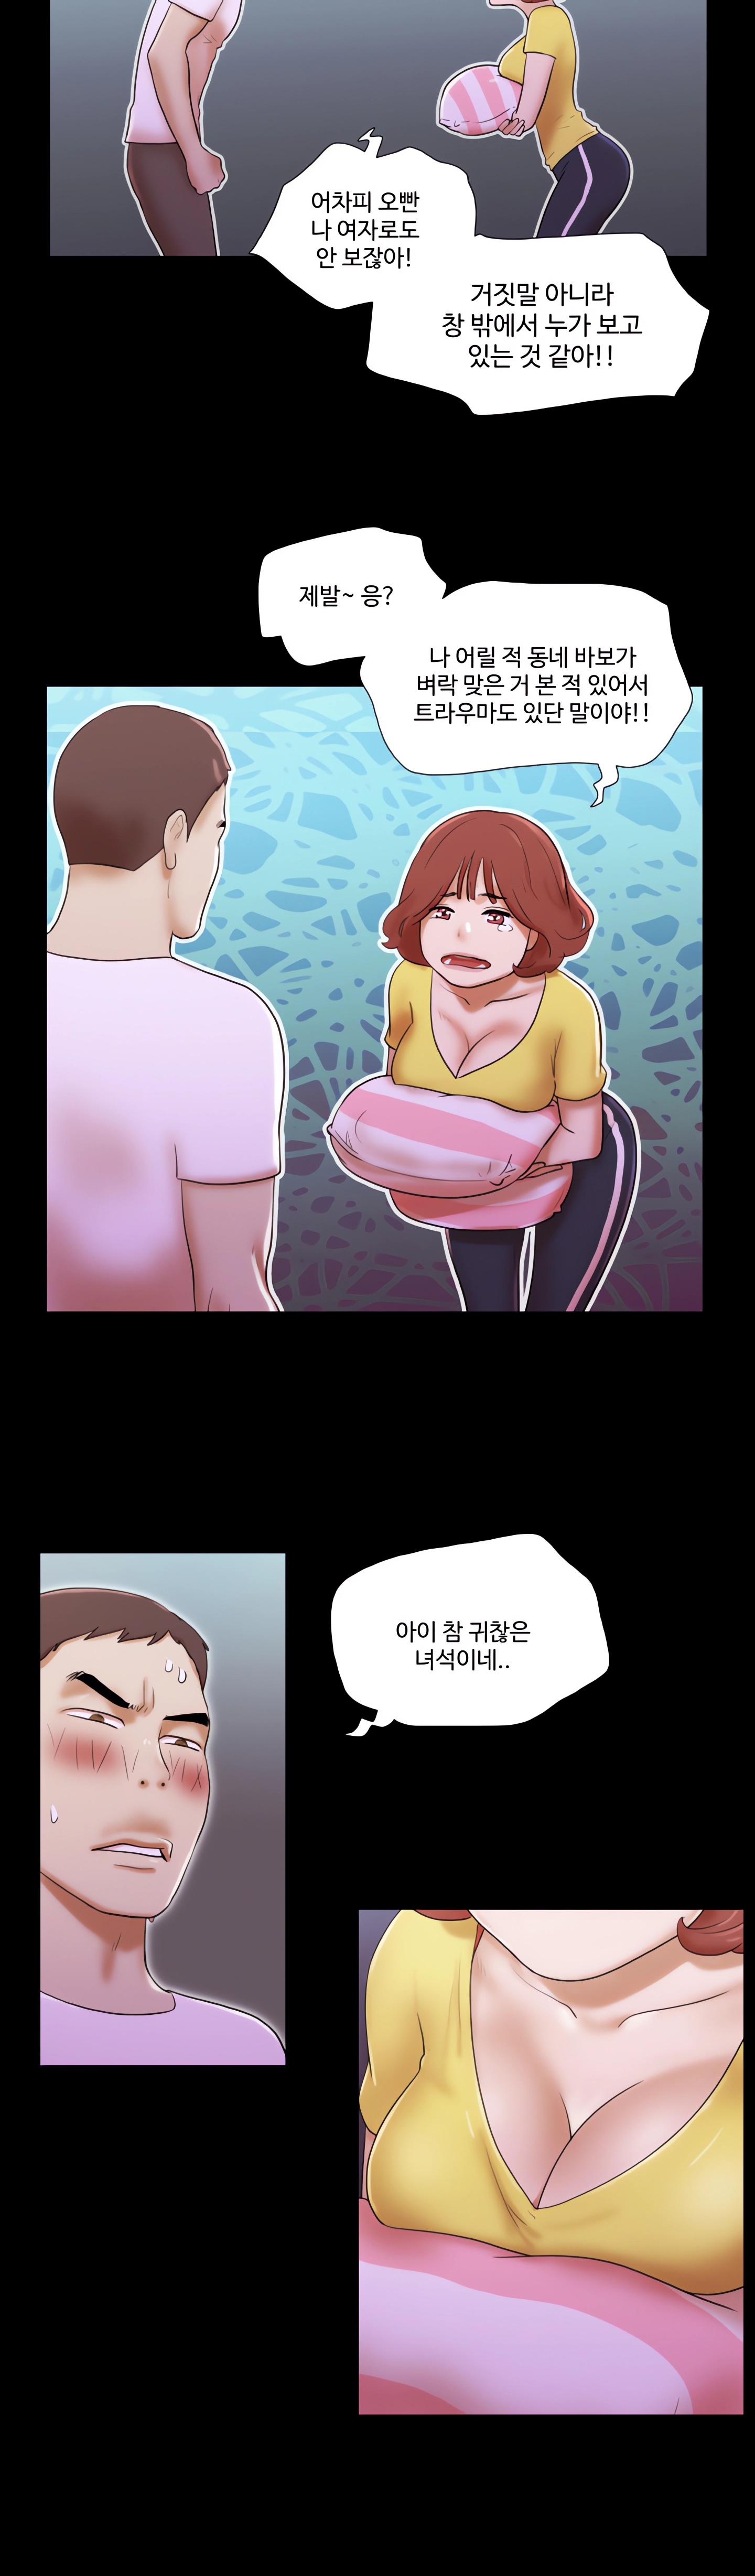 어차피 오빤
나 여자로도
안 보잖아!
거짓말 아니라
창 밖에서 누가 보고
있는 것 같아!!
제발~ 응?
나 어릴 적 동네 바보가
벼락 맞은 거 본 적 있어서
트라우마도 있단 말이야!!
아이 참 귀찮은
녀석이네..